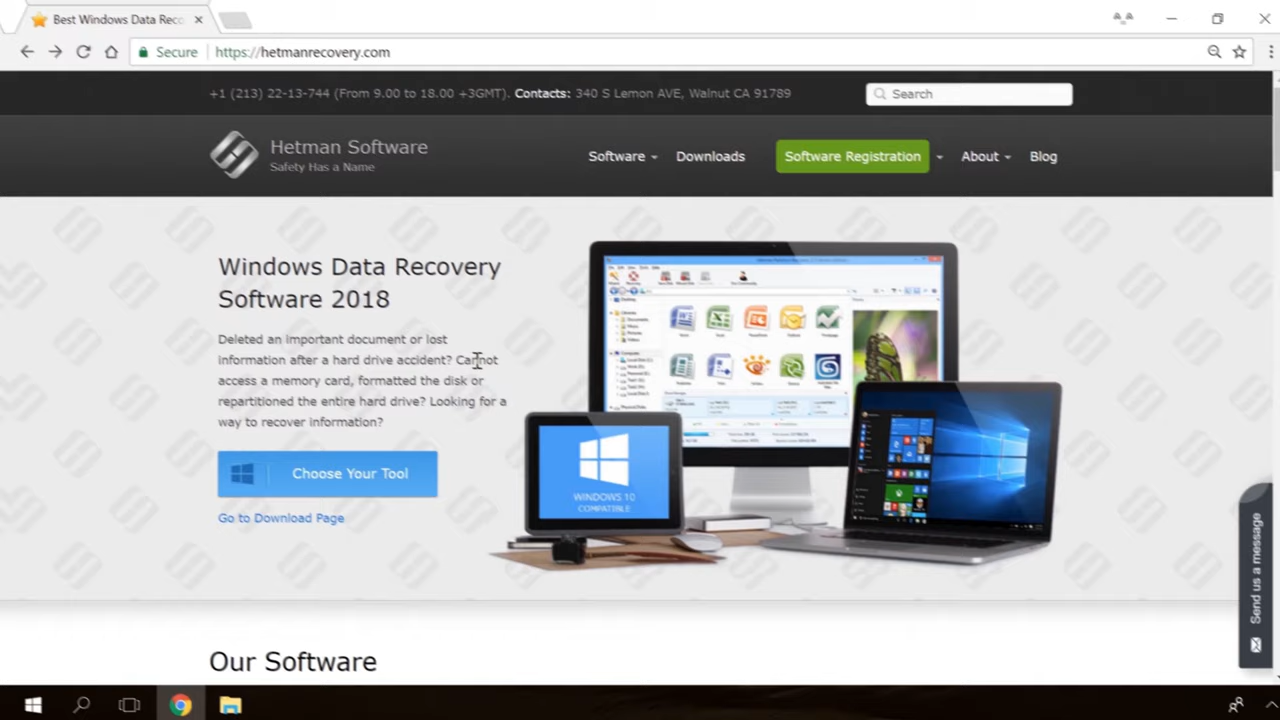 Best Windows Data Reco
Secure
https://hetmanrecovery.com
+1 (213) 22-13-744 (From 9.00 to 18.00 +3GMT). Contacts: 340 S Lemon AVE, Walnut CA 91789
Search
Hetman Software
Safety Has a Name
Software
Downloads
Software Registration
About
Blog
Windows Data Recovery
Software 2018
Deleted an important document or lost
information after a hard drive accident? Cannot
access a memory card, formatted the disk or
repartitioned the entire hard drive? Looking for a
way to recover information?
Choose Your Tool
Go to Download Page
WINDOWS 10
COMPATIBLE
Send us a message
Our Software